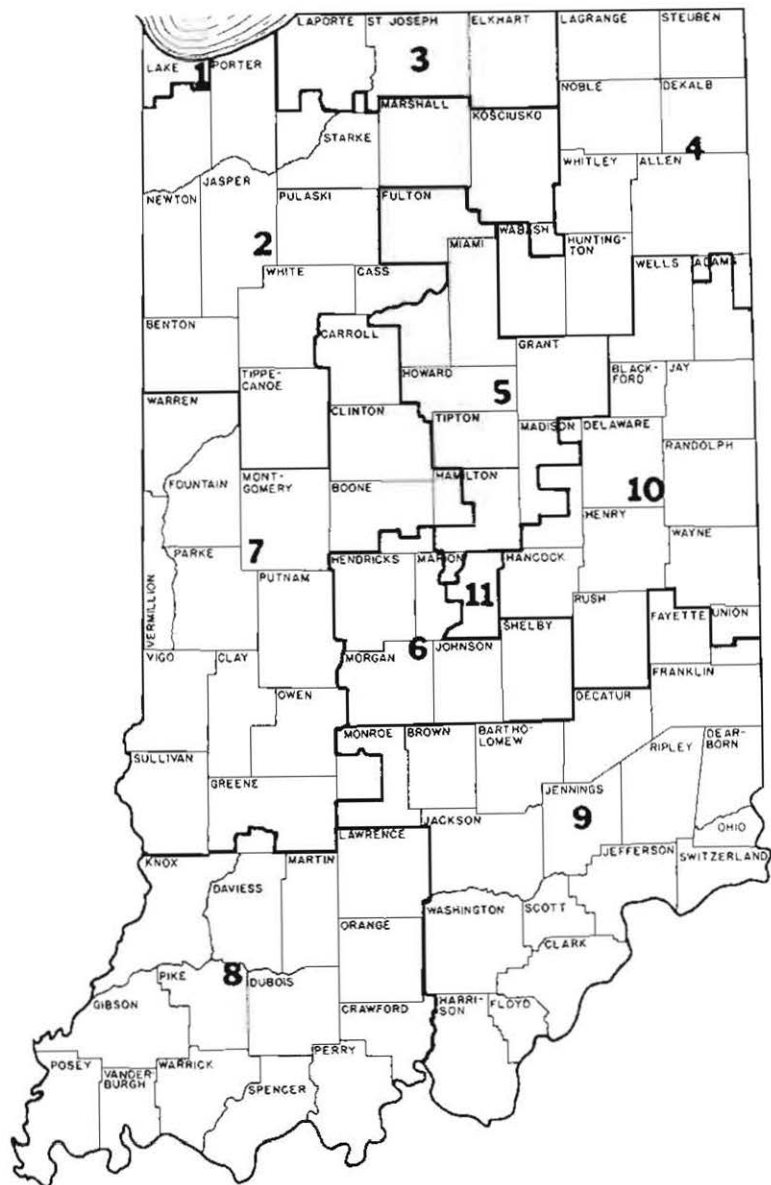 LAPORTE
ST JOSEPH
ELKHART
LAGRANGE
STEUBEN
LAKE
1
PORTER
3
NOBLE
DEKALB
MARSHALL
KOSCIUSKO
STARKE
4
WHITLEY
ALLEN
NEWTON
JASPER
PULASKI
FULTON
WABASH
MIAMI
HUNTING-
TON
2
WHITE
CASS
WELLS
ADAMS
BENTON
CARROLL
GRANT
TIPPE-
CANOE
HOWARD
5
BLACK-
FORD
JAY
WARREN
CLINTON
TIPTON
MADISON
DELAWARE
RANDOLPH
FOUNTAIN
MONT-
GOMERY
BOONE
HAMILTON
10
HENRY
WAYNE
7
PARKE
HENDRICKS
MARION
HANCOCK
VERMILLION
PUTNAM
11
RUSH
FAYETTE
UNION
SHELBY
VIGO
CLAY
MORGAN
6
JOHNSON
FRANKLIN
OWEN
DECATUR
MONROE
BROWN
BARTHO-
LOMEW
DEAR-
BORN
RIPLEY
SULLIVAN
GREENE
JENNINGS
9
JACKSON
OHIO
LAWRENCE
JEFFERSON
SWITZERLAND
KNOX
MARTIN
DAVIESS
WASHINGTON
SCOTT
ORANGE
CLARK
8
PIKE
DUBOIS
GIBSON
CRAWFORD
HARRI-
SON
FLOYD
POSEY
VANDER-
BURGH
WARRICK
PERRY
SPENCER